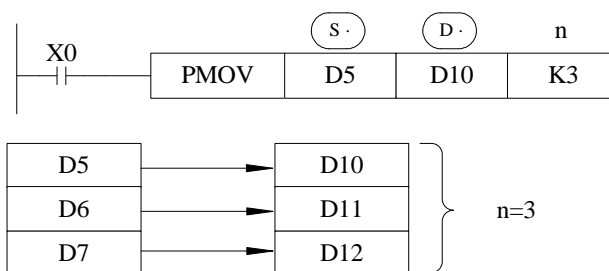 S · D · n
X0
PMOV D5 D10 K3
D5 D10
D6 D11 n=3
D7 D12